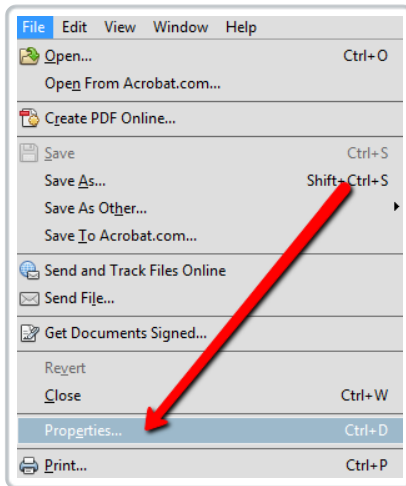 File Edit View Window Help
Open... Ctrl+O
Open From Acrobat.com...
Create PDF Online...
Save Ctrl+S
Save As... Shift+Ctrl+S
Save As Other...
Save To Acrobat.com...
Send and Track Files Online
Send File...
Get Documents Signed...
Revert
Close Ctrl+W
Properties... Ctrl+D
Print... Ctrl+P